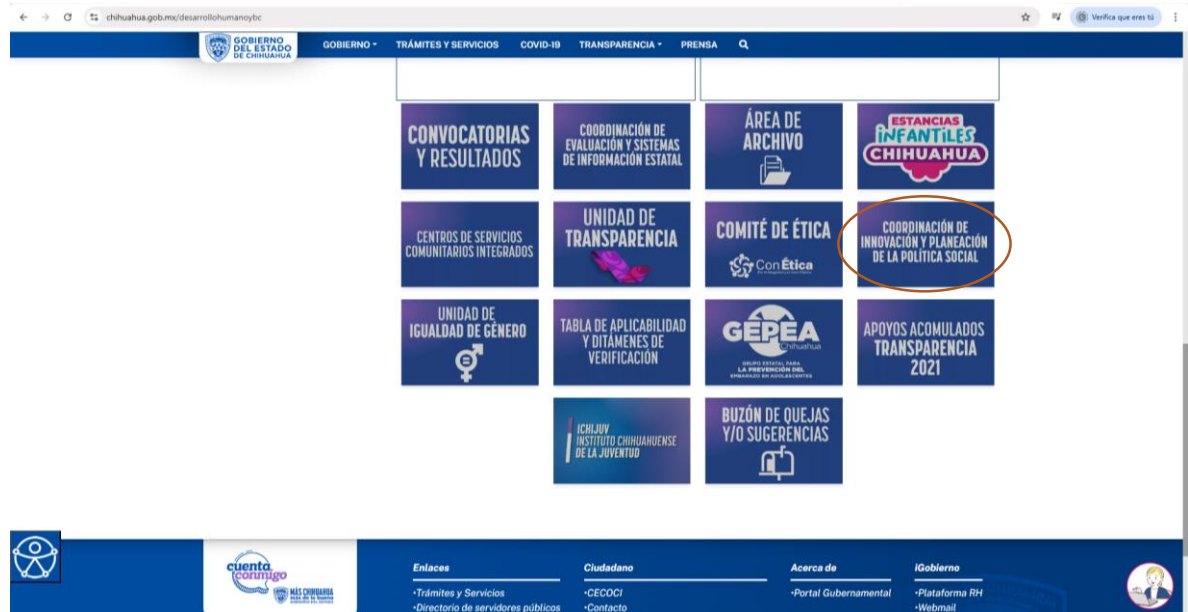 chihuahua.gob.mx/desarrollohumanoybc
Verifica que eres tú
GOBIERNO
DEL ESTADO
DE CHIHUAHUA
GOBIERNO
TRÁMITES Y SERVICIOS
COVID-19
TRANSPARENCIA
PRENSA
CONVOCATORIAS
Y RESULTADOS
COORDINACIÓN DE
EVALUACIÓN Y SISTEMAS
DE INFORMACIÓN ESTATAL
ÁREA DE
ARCHIVO
ESTANCIAS
iNFANTiLES
CHIHUAHUA
CENTROS DE SERVICIOS
COMUNITARIOS INTEGRADOS
UNIDAD DE
TRANSPARENCIA
COMITÉ DE ÉTICA
Con Ética
COORDINACIÓN DE
INNOVACIÓN Y PLANEACIÓN
DE LA POLÍTICA SOCIAL
UNIDAD DE
IGUALDAD DE GÉNERO
TABLA DE APLICABILIDAD
Y DITÁMENES DE
VERIFICACIÓN
GEPEA
Chihuahua
GRUPO ESTATAL PARA
LA PREVENCIÓN DEL
EMBARAZO EN ADOLESCENTES
APOYOS ACOMULADOS
TRANSPARENCIA
2021
ICHIJUV
INSTITUTO CHIHUAHUENSE
DE LA JUVENTUD
BUZÓN DE QUEJAS
Y/O SUGERENCIAS
cuenta
conmigo
MÁS CHIHUAHUA
Enlaces
•Trámites y Servicios
•Directorio de servidores públicos
Ciudadano
•CECOCI
•Contacto
Acerca de
•Portal Gubernamental
iGobierno
•Plataforma RH
•Webmail